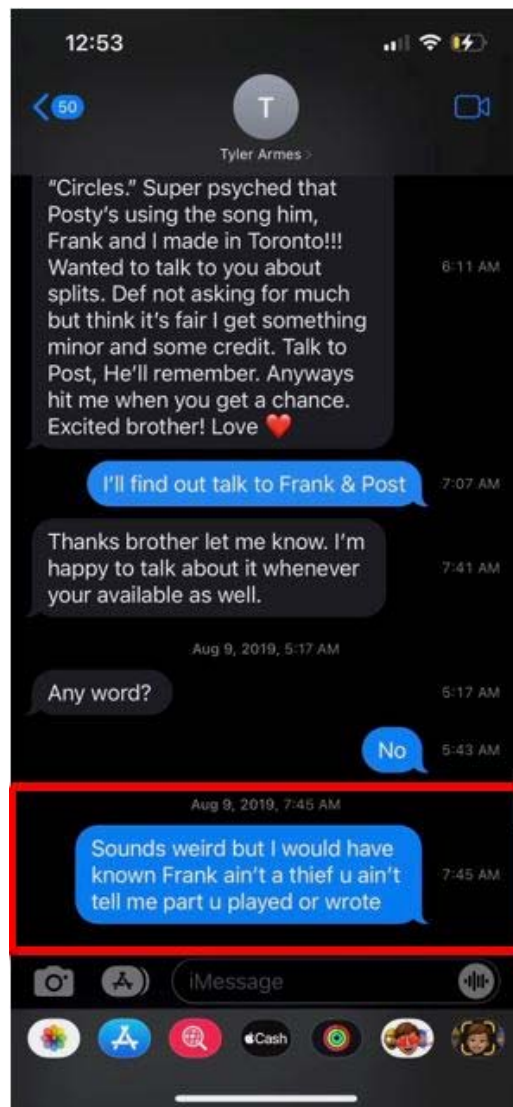 12:53
50
T
Tyler Armes >
"Circles." Super psyched that
Posty's using the song him,
Frank and I made in Toronto!!!
Wanted to talk to you about
splits. Def not asking for much
but think it's fair I get something
minor and some credit. Talk to
Post, He'll remember. Anyways
hit me when you get a chance.
Excited brother! Love ❤️
6:11 AM
I'll find out talk to Frank & Post
7:07 AM
Thanks brother let me know. I'm
happy to talk about it whenever
your available as well.
7:41 AM
Aug 9, 2019, 5:17 AM
Any word?
5:17 AM
No
5:43 AM
Aug 9, 2019, 7:45 AM
Sounds weird but I would have
known Frank ain't a thief u ain't
tell me part u played or wrote
7:45 AM
iMessage
Cash